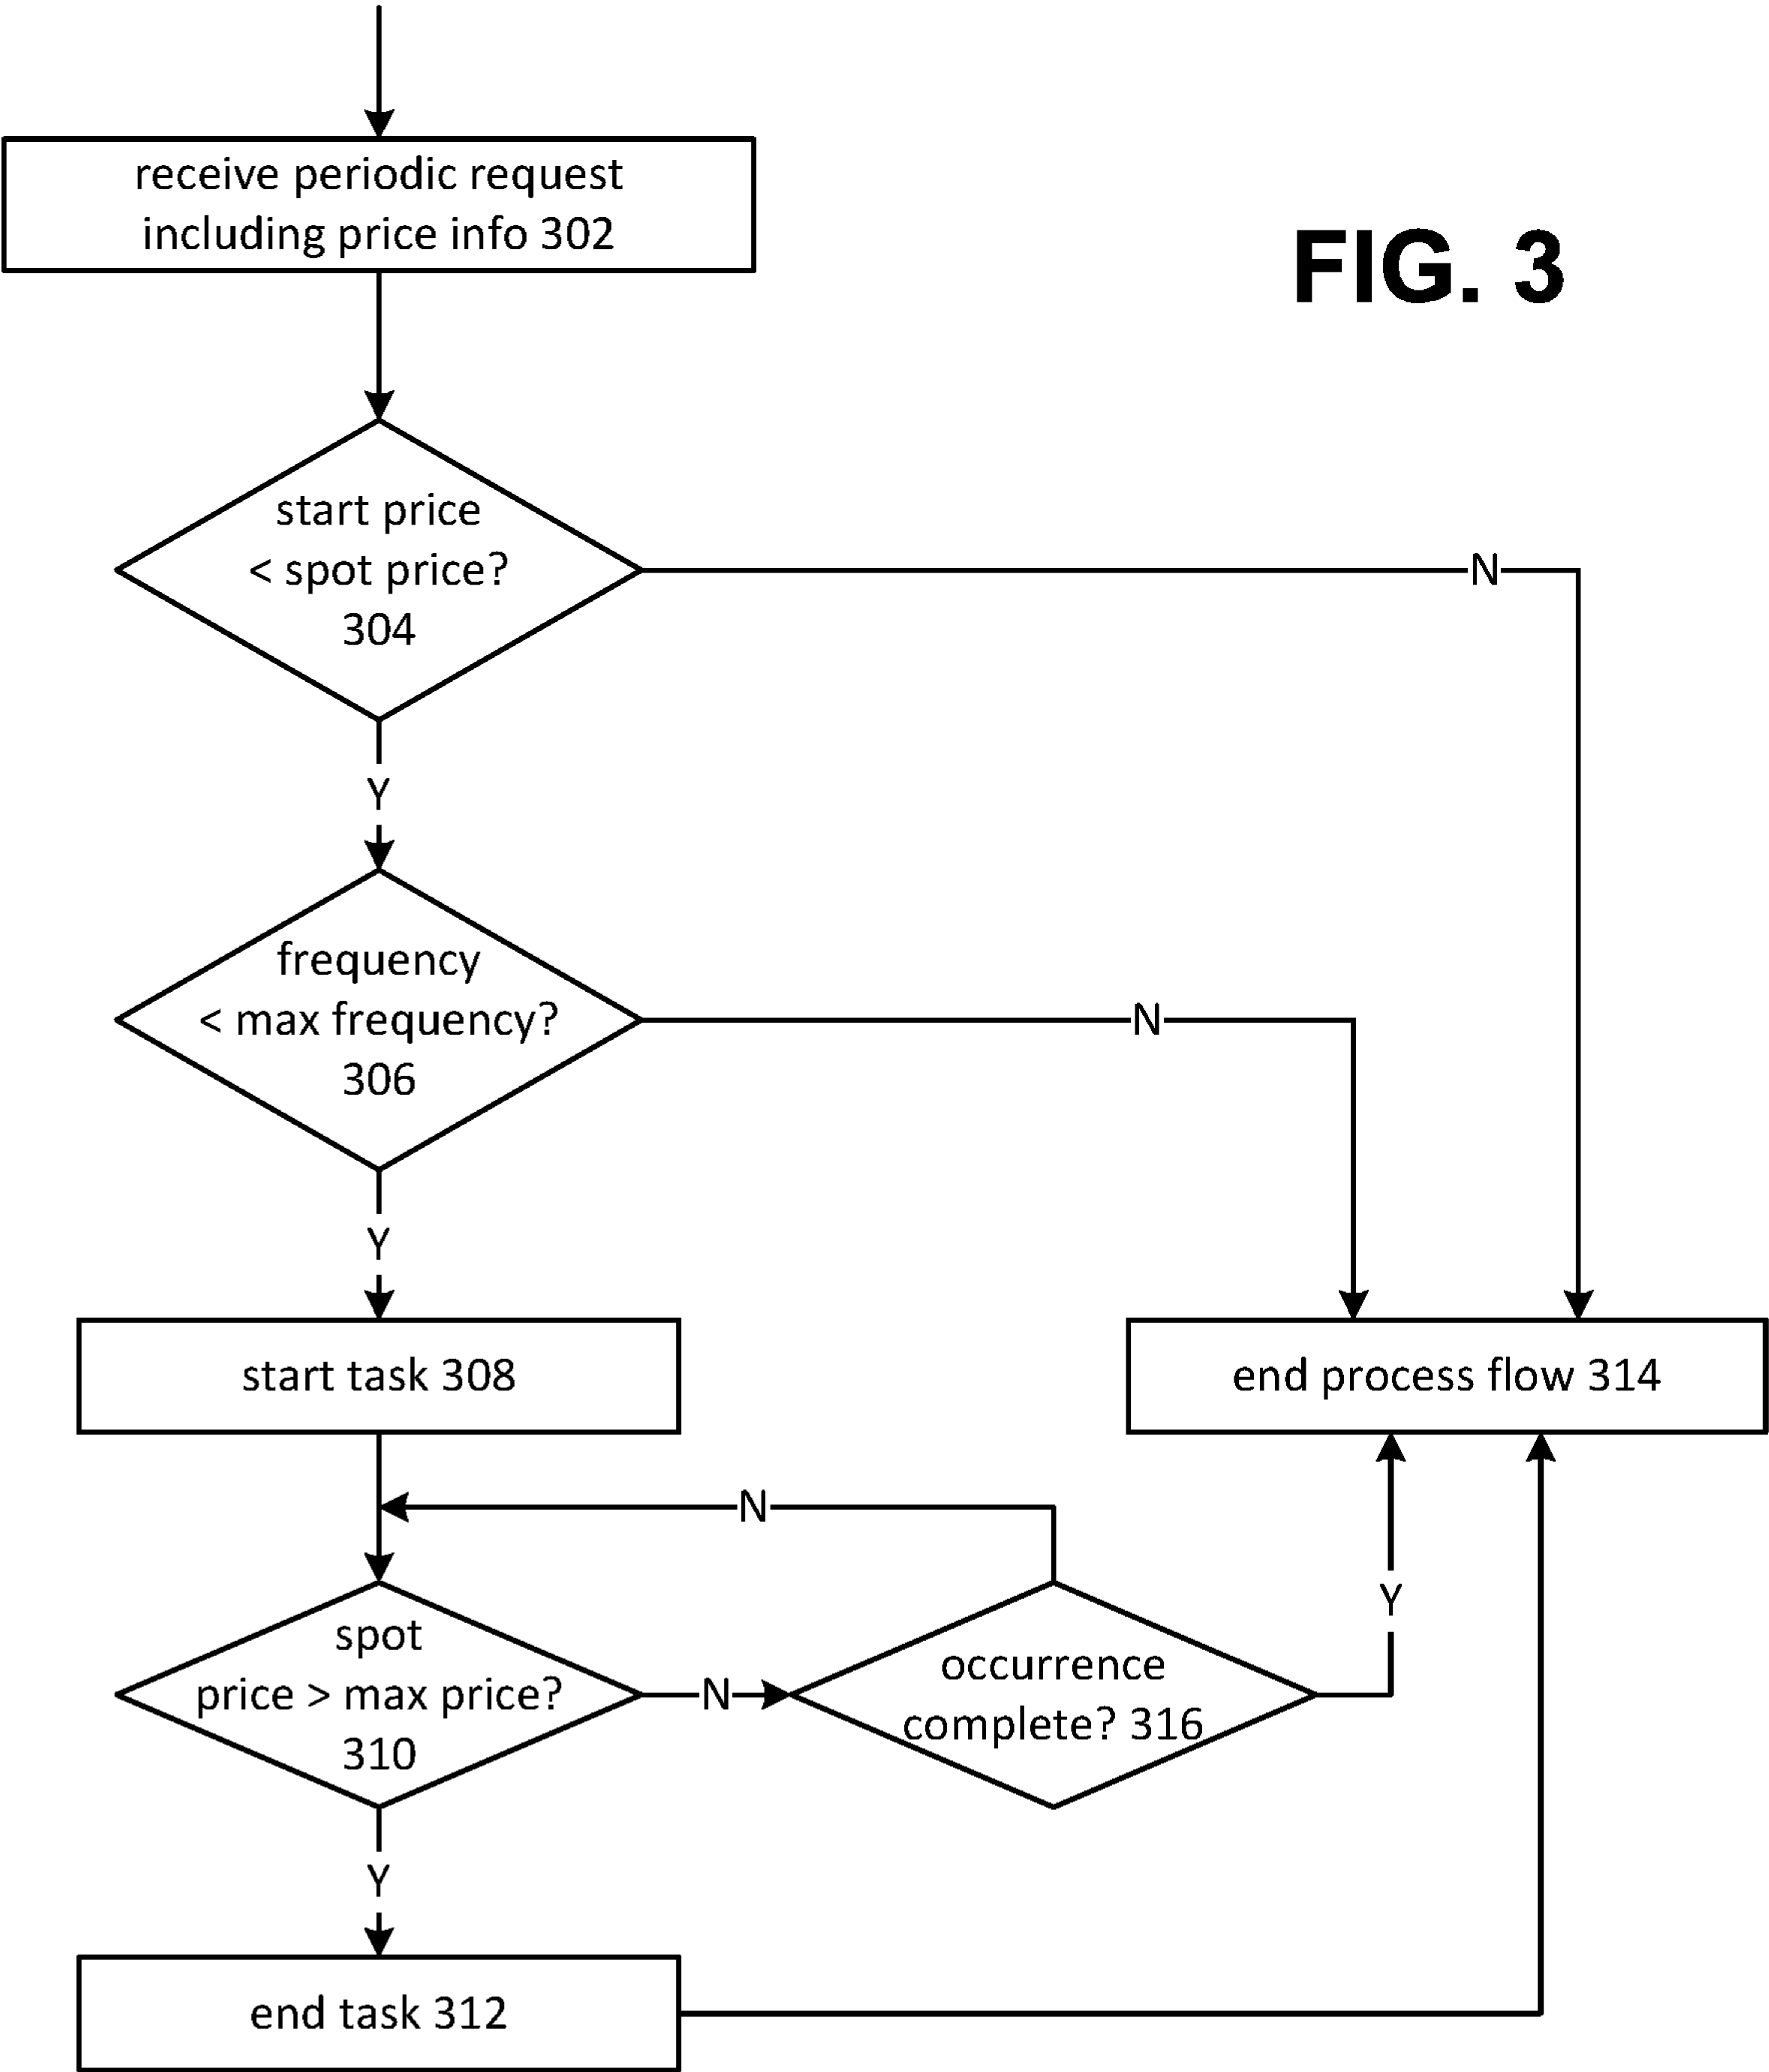 receive periodic request
including price info 302
FIG. 3
start price
< spot price?
304
N
Y
frequency
< max frequency?
306
N
Y
start task 308
end process flow 314
N
spot
price > max price?
310
N
occurrence
complete? 316
Y
Y
end task 312